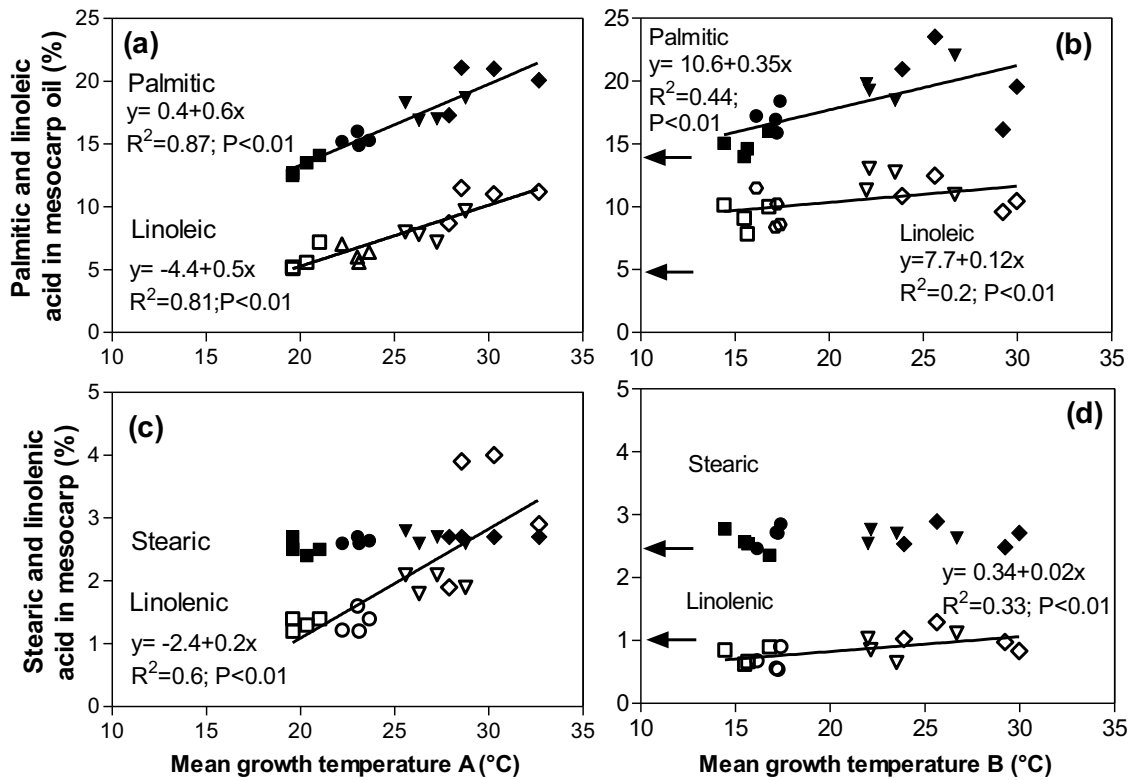 Palmitic and linoleic
acid in mesocarp oil (%)
25
20
15
10
5
0
(a)
Palmitic
y= 0.4+0.6x
R²=0.87; P<0.01
Linoleic
y= -4.4+0.5x
R²=0.81;P<0.01
10 15 20 25 30 35
25
20
15
10
5
0
(b)
Palmitic
y= 10.6+0.35x
R²=0.44;
P<0.01
Linoleic
y=7.7+0.12x
R²=0.2; P<0.01
10 15 20 25 30 35
Stearic and linolenic
acid in mesocarp (%)
5
4
3
2
1
0
(c)
Stearic
Linolenic
y= -2.4+0.2x
R²=0.6; P<0.01
10 15 20 25 30 35
Mean growth temperature A (°C)
5
4
3
2
1
0
(d)
Stearic
y= 0.34+0.02x
R²=0.33; P<0.01
Linolenic
10 15 20 25 30 35
Mean growth temperature B (°C)